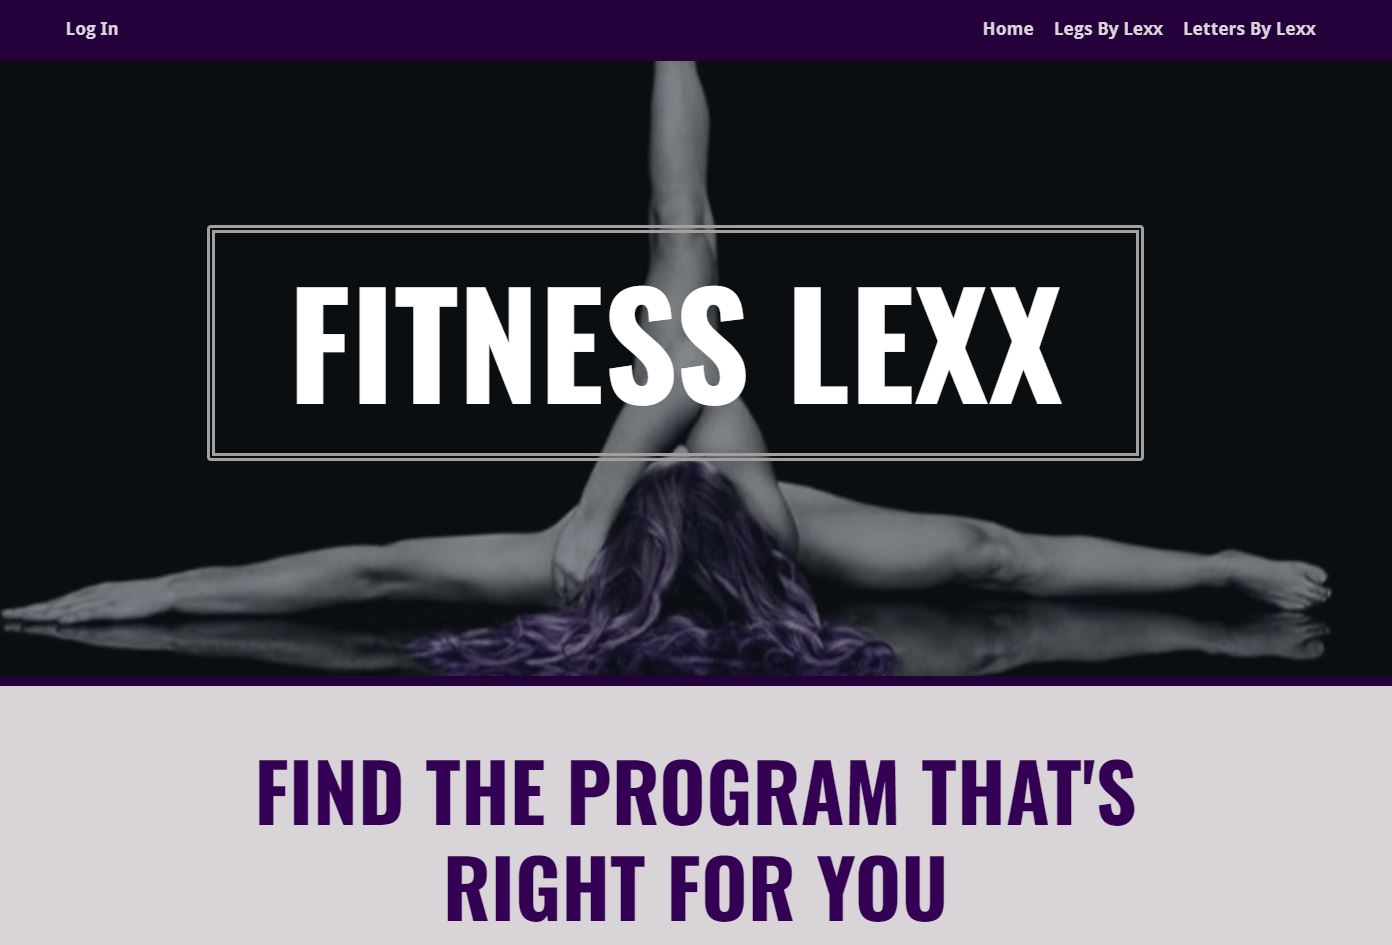 Log In
Home Legs By Lexx Letters By Lexx
FITNESS LEXX
FIND THE PROGRAM THAT'S
RIGHT FOR YOU